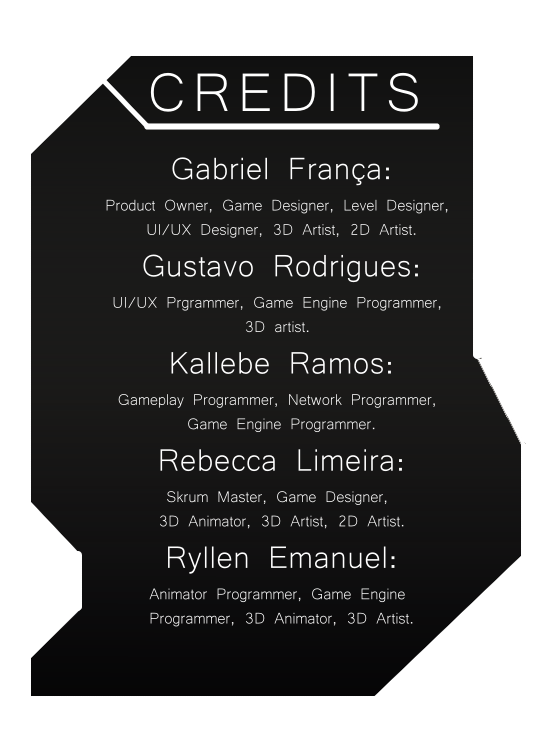 CREDITS
Gabriel França:
Product Owner, Game Designer, Level Designer,
UI/UX Designer, 3D Artist, 2D Artist.
Gustavo Rodrigues:
UI/UX Prgrammer, Game Engine Programmer,
3D artist.
Kallebe Ramos:
Gameplay Programmer, Network Programmer,
Game Engine Programmer.
Rebecca Limeira:
Skrum Master, Game Designer,
3D Animator, 3D Artist, 2D Artist.
Ryllen Emanuel:
Animator Programmer, Game Engine
Programmer, 3D Animator, 3D Artist.